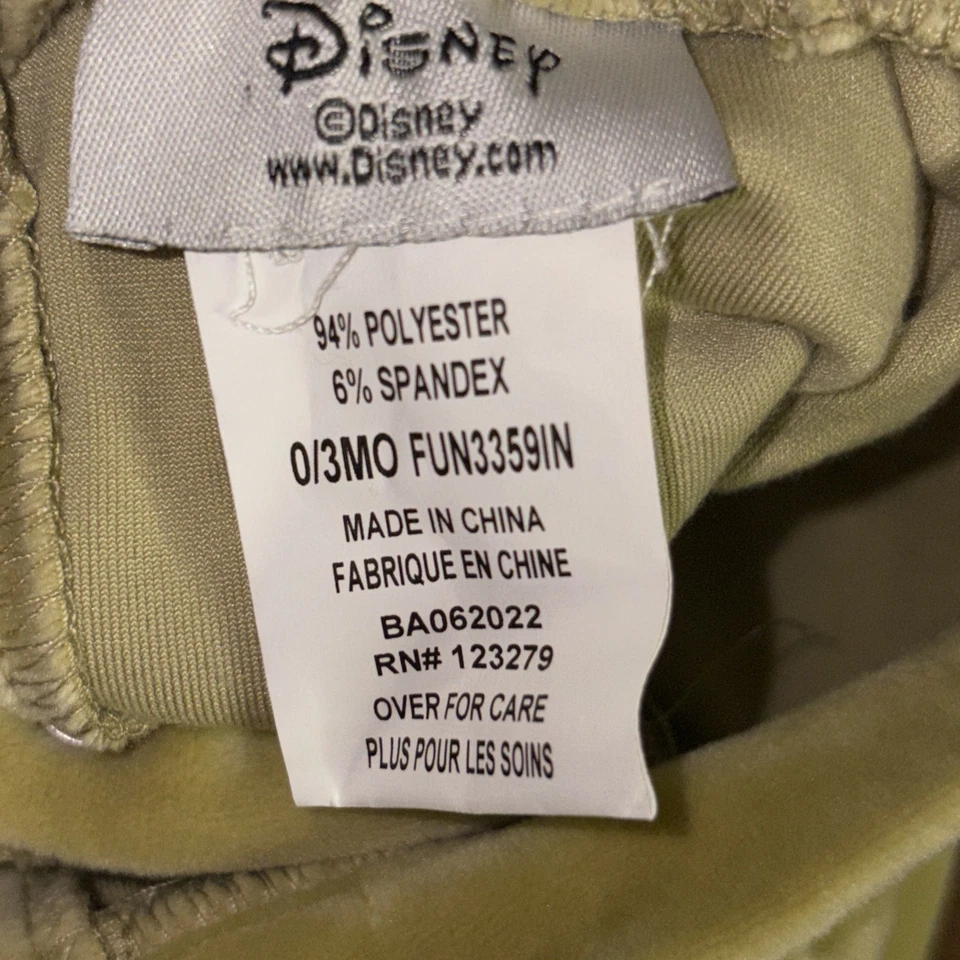 Disney
©Disney
www.Disney.com
94% POLYESTER
6% SPANDEX
0/3MO FUN3359IN
MADE IN CHINA
FABRIQUE EN CHINE
BA062022
RN# 123279
OVER FOR CARE
PLUS POUR LES SOINS